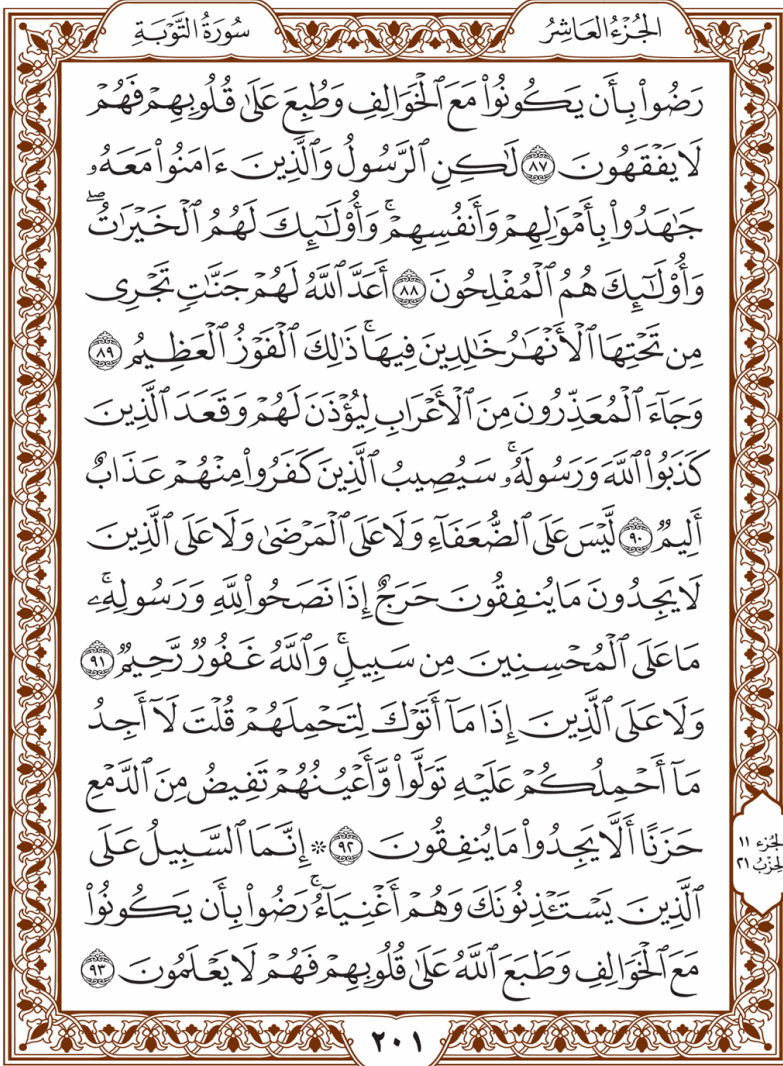 الجُزْءُ العَاشِرُ
سُورَةُ التَّوْبَةِ
رَضُواْ بِأَن يَكُونُواْ مَعَ ٱلْخَوَالِفِ وَطُبِعَ عَلَىٰ قُلُوبِهِمْ فَهُمْ
لَا يَفْقَهُونَ ٨٧ لَٰكِنِ ٱلرَّسُولُ وَٱلَّذِينَ ءَامَنُواْ مَعَهُۥ
جَٰهَدُواْ بِأَمْوَٰلِهِمْ وَأَنفُسِهِمْۚ وَأُوْلَٰٓئِكَ لَهُمُ ٱلْخَيْرَٰتُۖ
وَأُوْلَٰٓئِكَ هُمُ ٱلْمُفْلِحُونَ ٨٨ أَعَدَّ ٱللَّهُ لَهُمْ جَنَّٰتٍ تَجْرِى
مِن تَحْتِهَا ٱلْأَنْهَٰرُ خَٰلِدِينَ فِيهَاۚ ذَٰلِكَ ٱلْفَوْزُ ٱلْعَظِيمُ ٨٩
وَجَآءَ ٱلْمُعَذِّرُونَ مِنَ ٱلْأَعْرَابِ لِيُؤْذَنَ لَهُمْ وَقَعَدَ ٱلَّذِينَ
كَذَبُواْ ٱللَّهَ وَرَسُولَهُۥۚ سَيُصِيبُ ٱلَّذِينَ كَفَرُواْ مِنْهُمْ عَذَابٌ
أَلِيمٌ ٩٠ لَّيْسَ عَلَى ٱلضُّعَفَآءِ وَلَا عَلَى ٱلْمَرْضَىٰ وَلَا عَلَى ٱلَّذِينَ
لَا يَجِدُونَ مَا يُنفِقُونَ حَرَجٌ إِذَا نَصَحُواْ لِلَّهِ وَرَسُولِهِۦۚ
مَا عَلَى ٱلْمُحْسِنِينَ مِن سَبِيلٍۚ وَٱللَّهُ غَفُورٌ رَّحِيمٌ ٩١
وَلَا عَلَى ٱلَّذِينَ إِذَا مَآ أَتَوْكَ لِتَحْمِلَهُمْ قُلْتَ لَآ أَجِدُ
مَآ أَحْمِلُكُمْ عَلَيْهِ تَوَلَّواْ وَّأَعْيُنُهُمْ تَفِيضُ مِنَ ٱلدَّمْعِ
حَزَنًا أَلَّا يَجِدُواْ مَا يُنفِقُونَ ٩٢ ۞ إِنَّمَا ٱلسَّبِيلُ عَلَى
ٱلَّذِينَ يَسْتَـْٔذِنُونَكَ وَهُمْ أَغْنِيَآءُۚ رَضُواْ بِأَن يَكُونُواْ
مَعَ ٱلْخَوَالِفِ وَطَبَعَ ٱللَّهُ عَلَىٰ قُلُوبِهِمْ فَهُمْ لَا يَعْلَمُونَ ٩٣
الجُزء ١١
الحِزْبُ ٢١
٢٠١